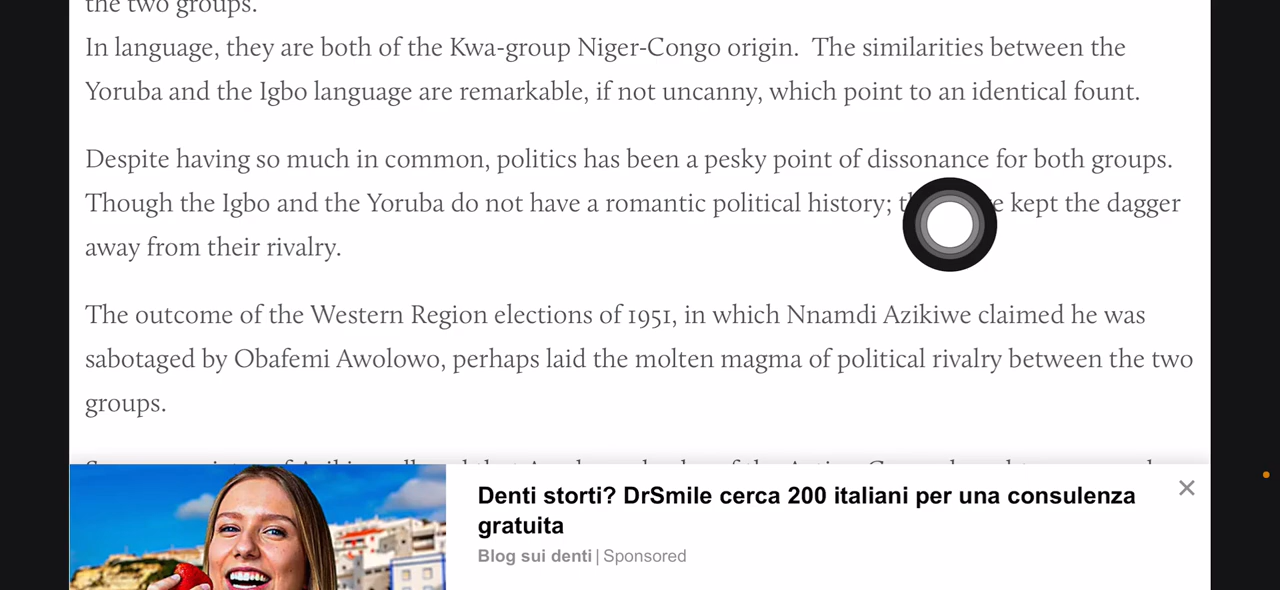 the two groups.
In language, they are both of the Kwa-group Niger-Congo origin.  The similarities between the
Yoruba and the Igbo language are remarkable, if not uncanny, which point to an identical fount.
Despite having so much in common, politics has been a pesky point of dissonance for both groups.
Though the Igbo and the Yoruba do not have a romantic political history; kept the dagger
away from their rivalry.
The outcome of the Western Region elections of 1951, in which Nnamdi Azikiwe claimed he was
sabotaged by Obafemi Awolowo, perhaps laid the molten magma of political rivalry between the two
groups.
Denti storti? DrSmile cerca 200 italiani per una consulenza
gratuita
Blog sui denti | Sponsored